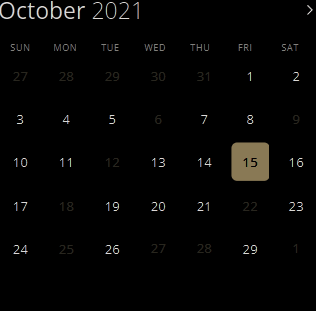 October 2021
SUN MON TUE WED THU FRI SAT
27 28 29 30 31 1 2
3 4 5 6 7 8 9
10 11 12 13 14 15 16
17 18 19 20 21 22 23
24 25 26 27 28 29 1